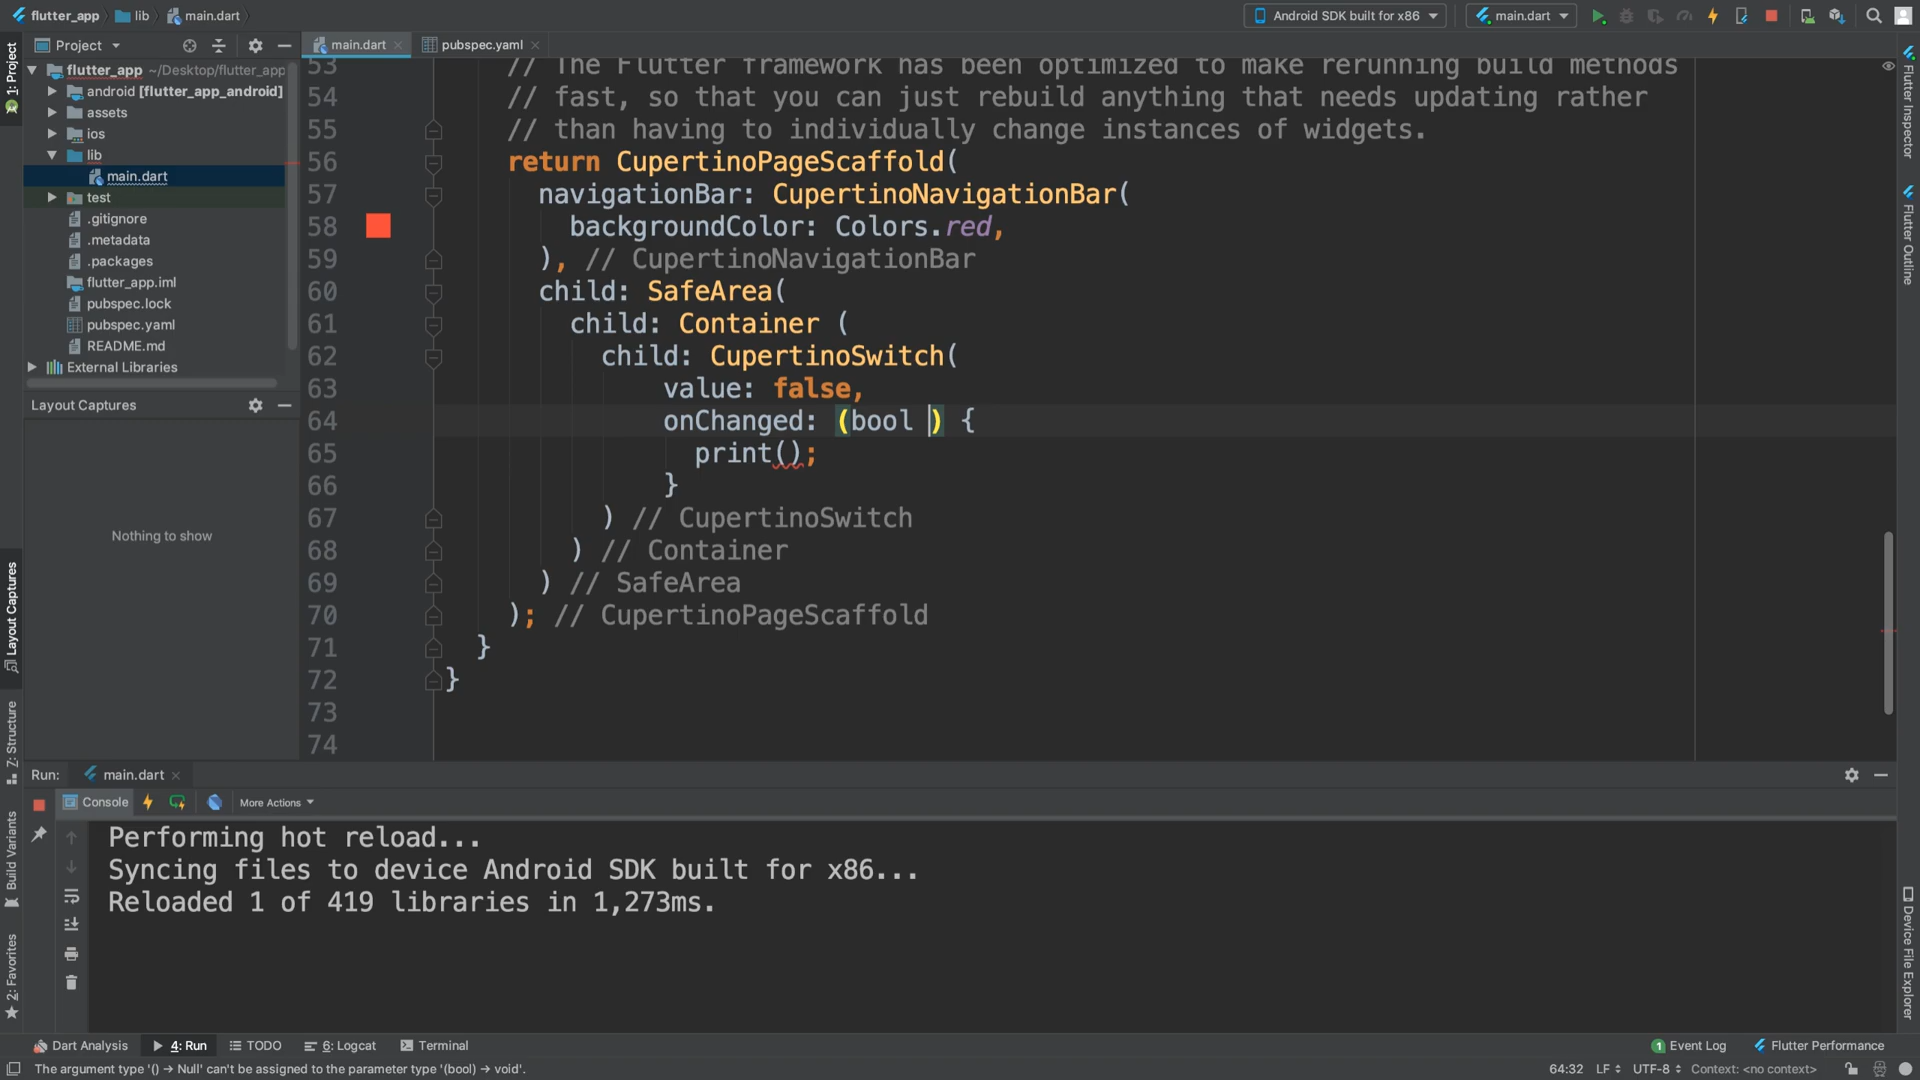 flutter_app lib main.dart Android SDK built for x86 main.dart
1: Project
Project
main.dart
pubspec.yaml
flutter_app ~/Desktop/flutter_app
android [flutter_app_android]
assets
ios
lib
main.dart
test
.gitignore
.metadata
.packages
flutter_app.iml
pubspec.lock
pubspec.yaml
README.md
External Libraries
Layout Captures
Nothing to show
53 // The Flutter framework has been optimized to make rerunning build methods
54 // fast, so that you can just rebuild anything that needs updating rather
55 // than having to individually change instances of widgets.
56 return CupertinoPageScaffold(
57 navigationBar: CupertinoNavigationBar(
58 backgroundColor: Colors.red,
59 ), // CupertinoNavigationBar
60 child: SafeArea(
61 child: Container (
62 child: CupertinoSwitch(
63 value: false,
64 onChanged: (bool ) {
65 print();
66 }
67 ) // CupertinoSwitch
68 ) // Container
69 ) // SafeArea
70 ); // CupertinoPageScaffold
71 }
72 }
73
74
Flutter Inspector
Flutter Outline
Device File Explorer
Layout Captures
Z: Structure
Build Variants
2: Favorites
Run: main.dart
Console More Actions
Performing hot reload...
Syncing files to device Android SDK built for x86...
Reloaded 1 of 419 libraries in 1,273ms.
Dart Analysis 4: Run TODO 6: Logcat Terminal 1 Event Log Flutter Performance
The argument type '() → Null' can't be assigned to the parameter type '(bool) → void'. 64:32 LF UTF-8 Context: <no context>